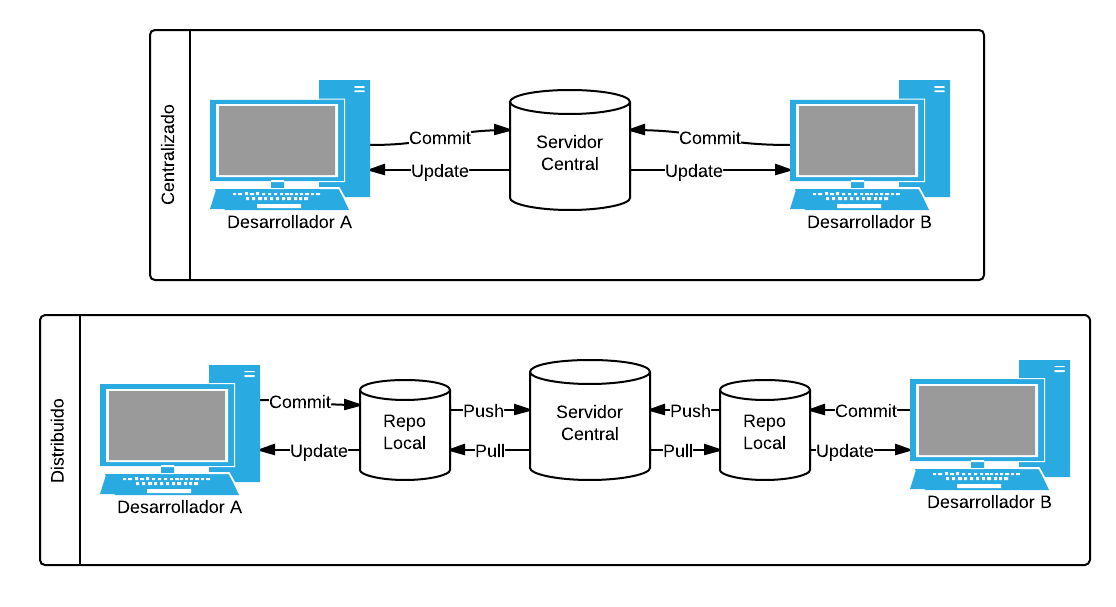 Centralizado
Commit
Update
Servidor
Central
Commit
Update
Desarrollador A
Desarrollador B
Distribuido
Commit
Update
Repo
Local
Push
Pull
Servidor
Central
Push
Pull
Repo
Local
Commit
Update
Desarrollador A
Desarrollador B